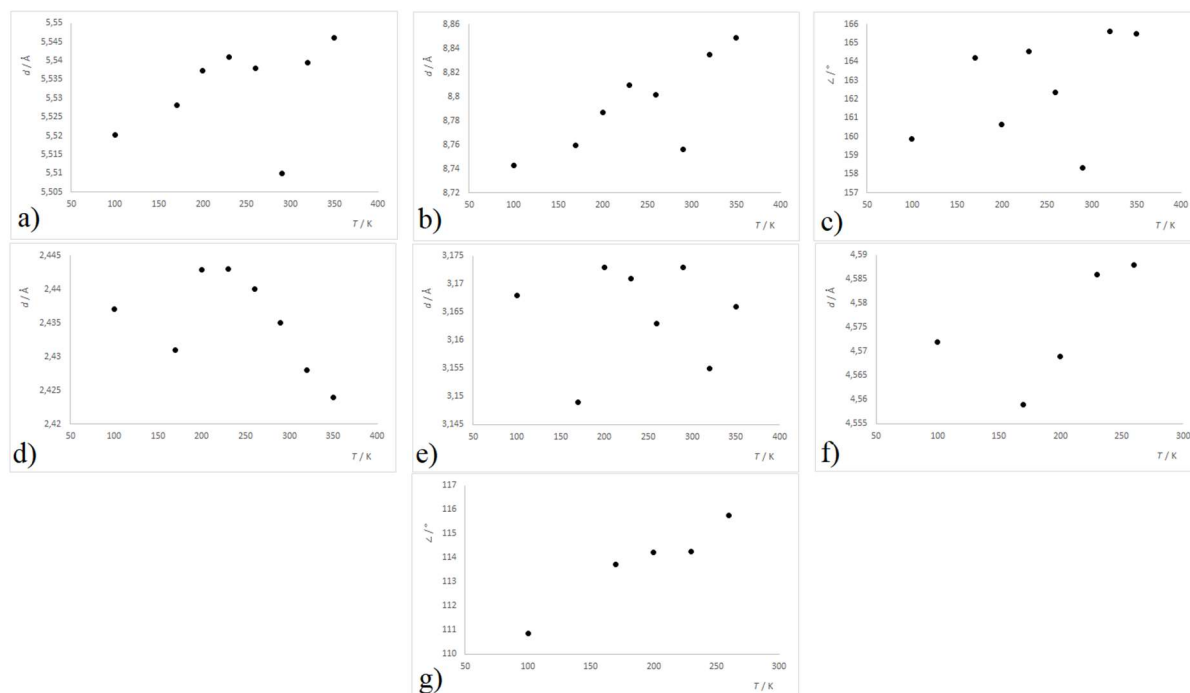 5,55
5,545
5,54
5,535
5,53
5,525
5,52
5,515
5,51
5,505
d / Å
50 100 150 200 250 300 350 400
T / K
a)
8,86
8,84
8,82
8,8
8,78
8,76
8,74
8,72
d / Å
50 100 150 200 250 300 350 400
T / K
b)
166
165
164
163
162
161
160
159
158
157
∠ / °
50 100 150 200 250 300 350 400
T / K
c)
2,445
2,44
2,435
2,43
2,425
2,42
d / Å
50 100 150 200 250 300 350 400
T / K
d)
3,175
3,17
3,165
3,16
3,155
3,15
3,145
d / Å
50 100 150 200 250 300 350 400
T / K
e)
4,59
4,585
4,58
4,575
4,57
4,565
4,56
4,555
d / Å
50 100 150 200 250 300
T / K
f)
117
116
115
114
113
112
111
110
∠ / °
50 100 150 200 250 300
T / K
g)